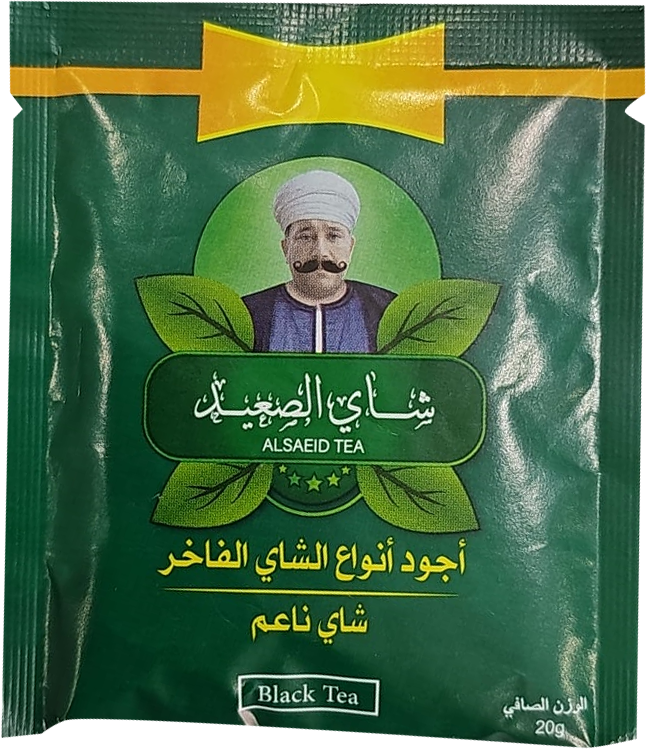 شاي الصعيد
ALSAEID TEA
أجود أنواع الشاي الفاخر
شاي ناعم
Black Tea
الوزن الصافي
20g